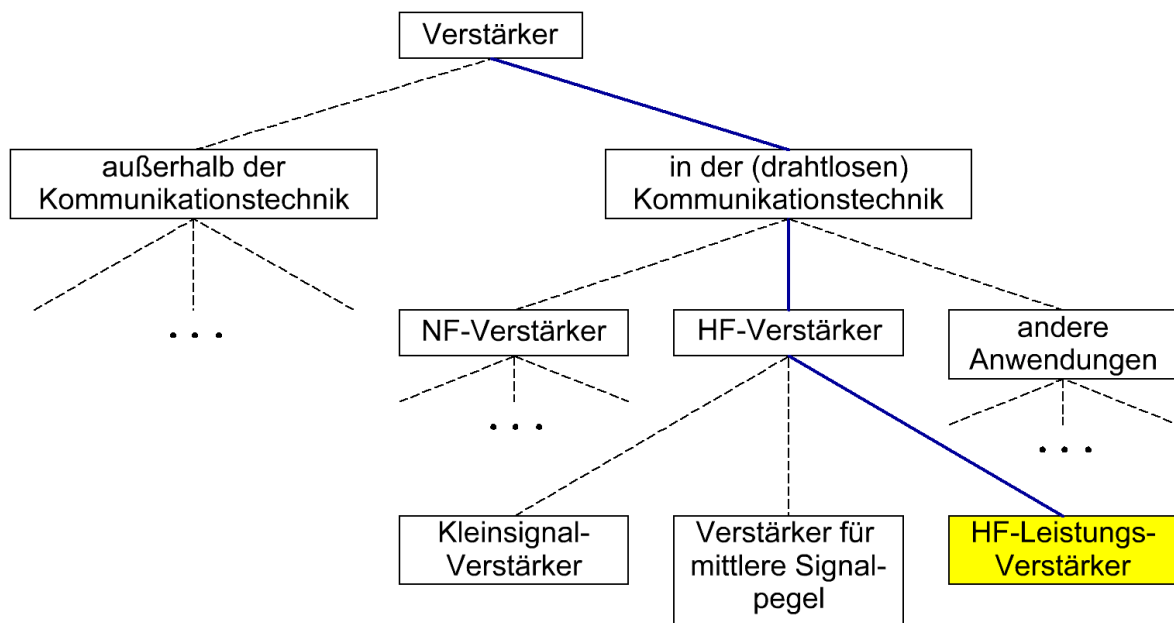 Verstärker
außerhalb der
Kommunikationstechnik
in der (drahtlosen)
Kommunikationstechnik
. . .
NF-Verstärker
HF-Verstärker
andere
Anwendungen
. . .
. . .
Kleinsignal-
Verstärker
Verstärker für
mittlere Signal-
pegel
HF-Leistungs-
Verstärker